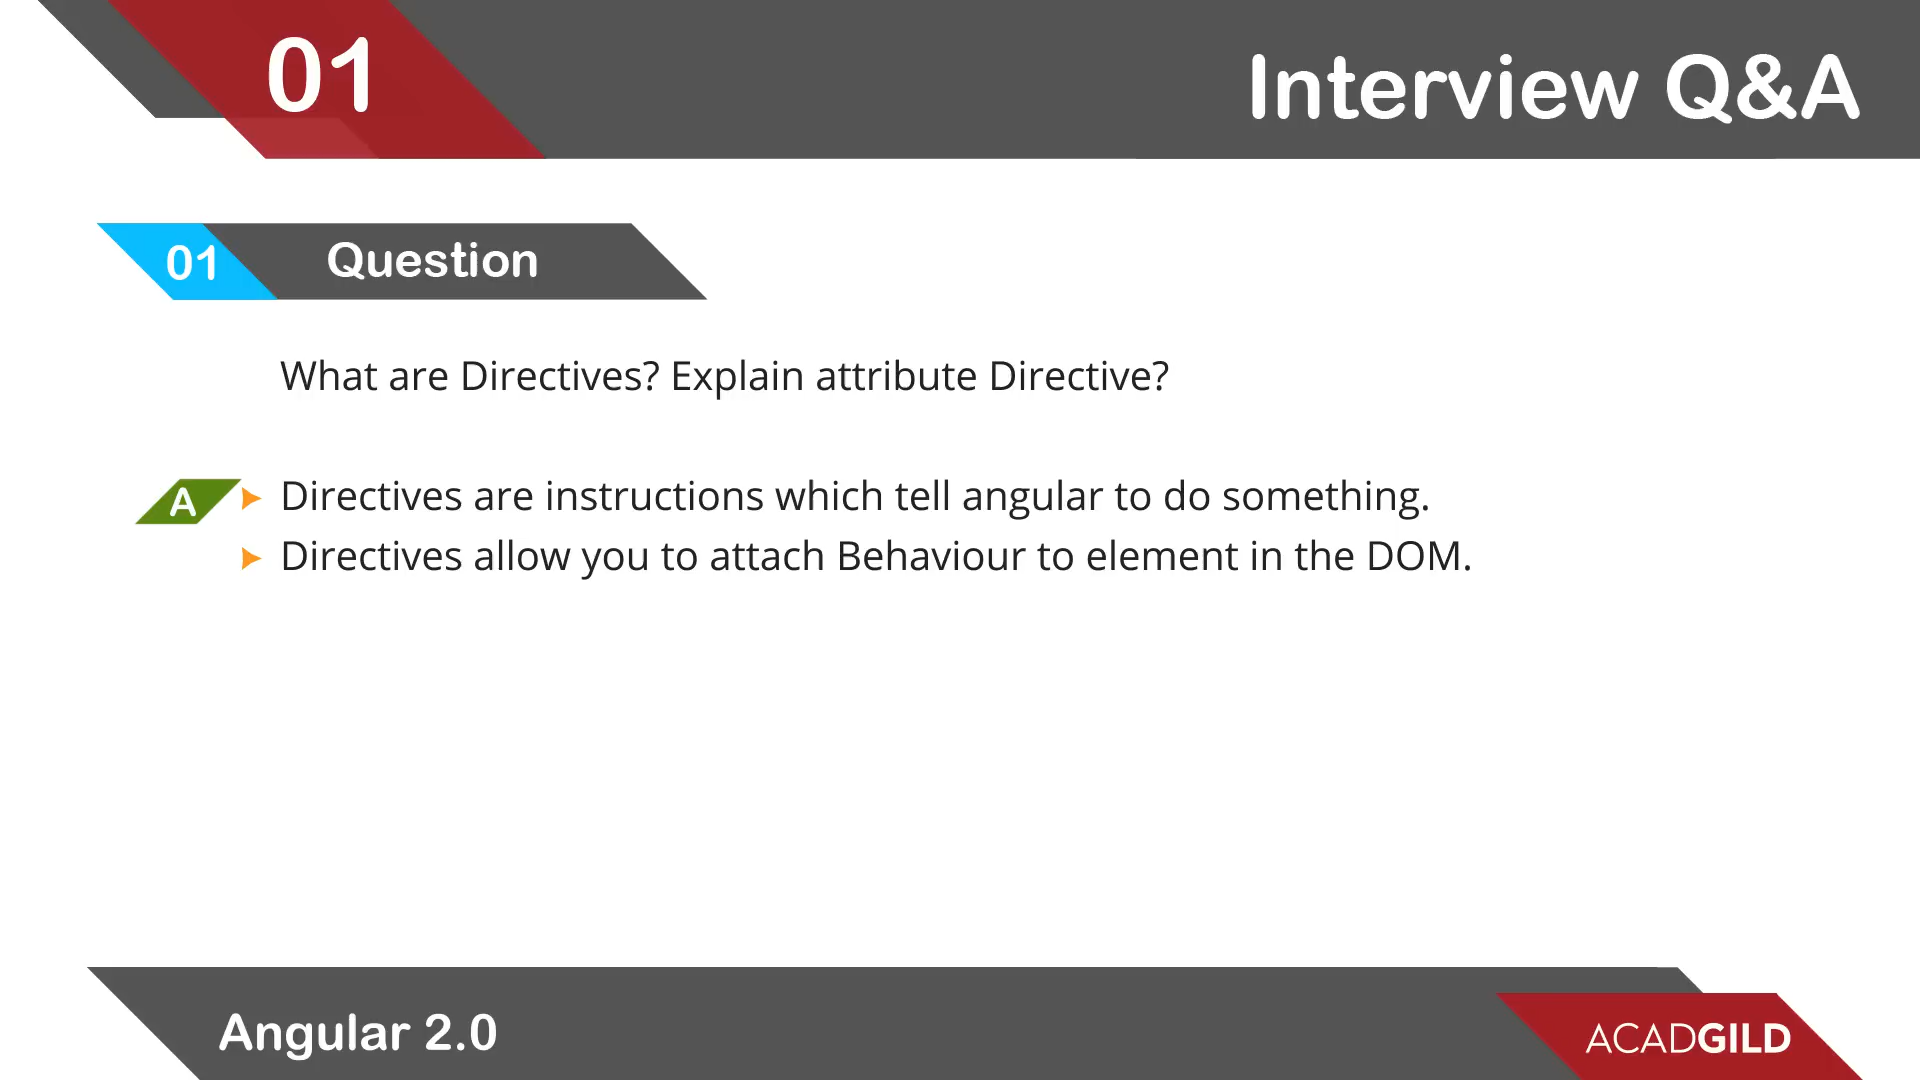 01
Interview Q&A
01 Question
What are Directives? Explain attribute Directive?
A ➤ Directives are instructions which tell angular to do something.
➤ Directives allow you to attach Behaviour to element in the DOM.
Angular 2.0
ACADGILD